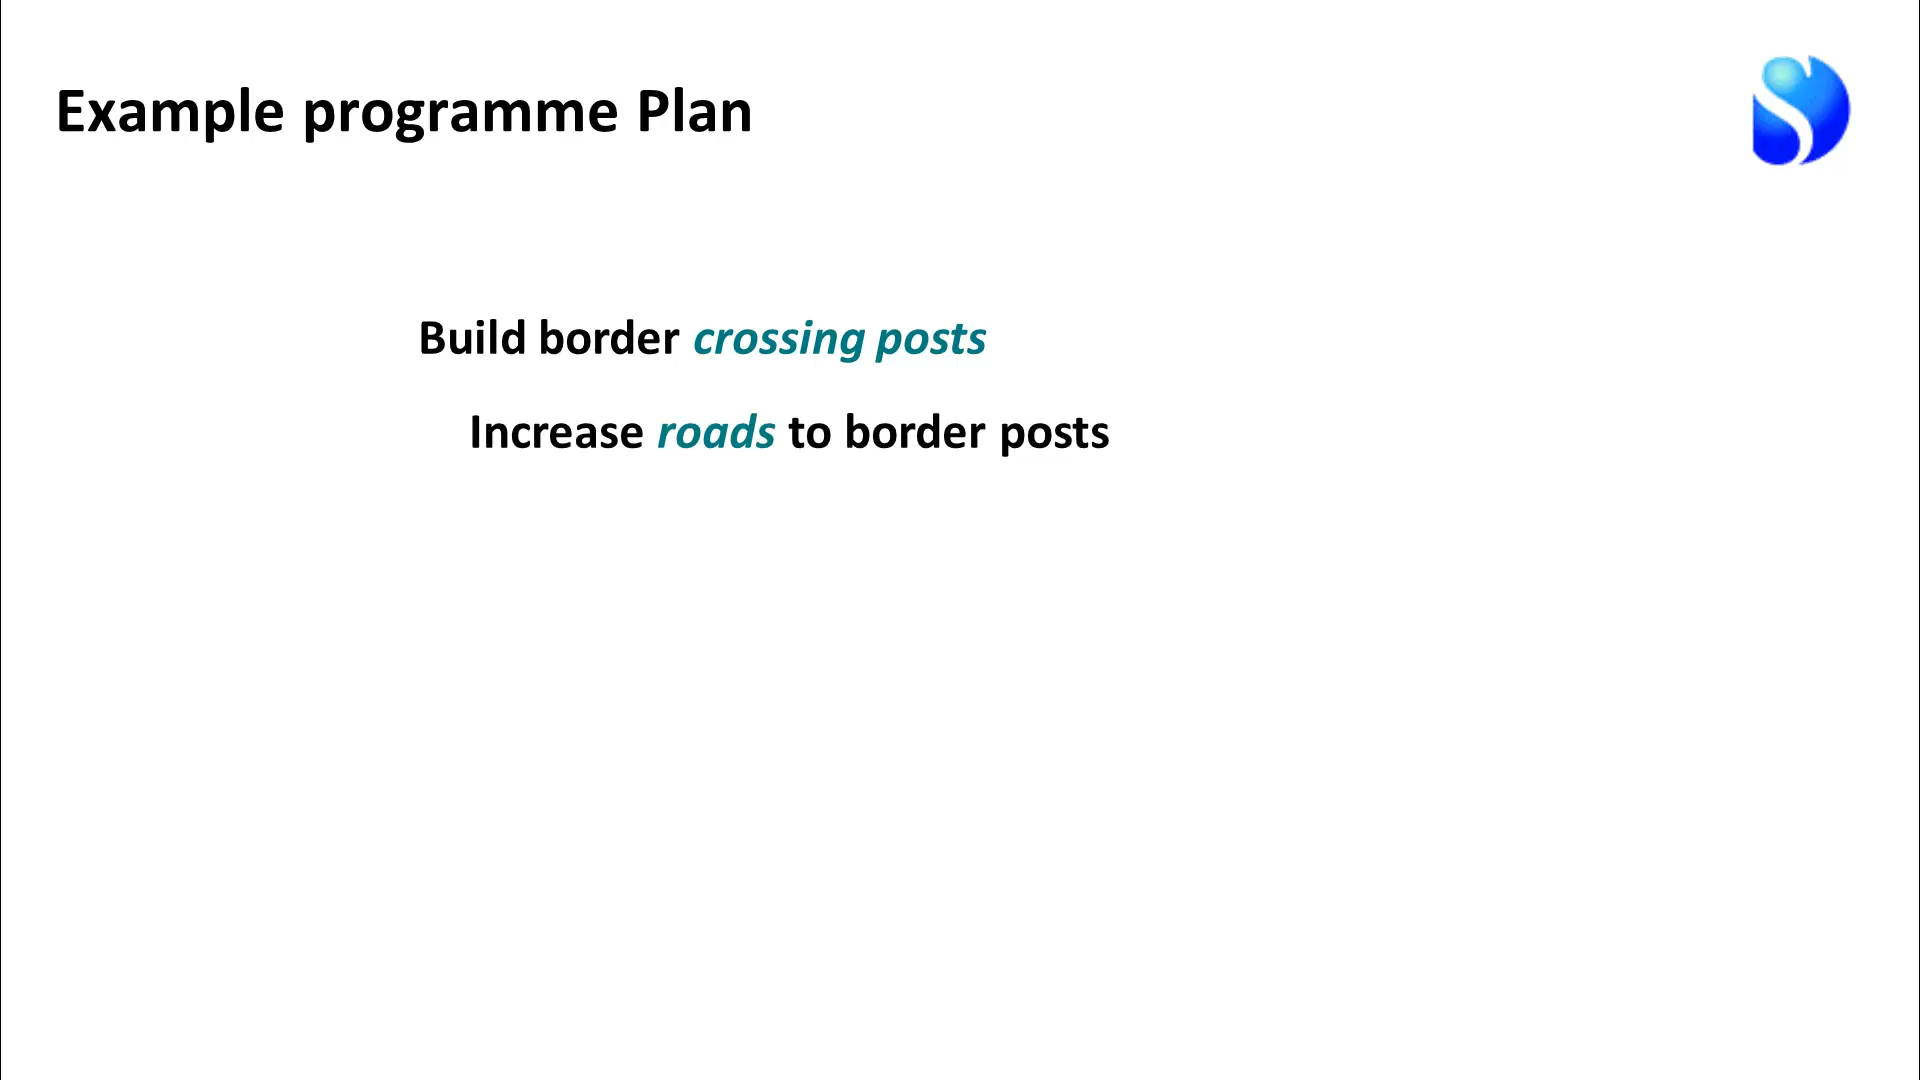 Example programme Plan
Build border crossing posts
Increase roads to border posts